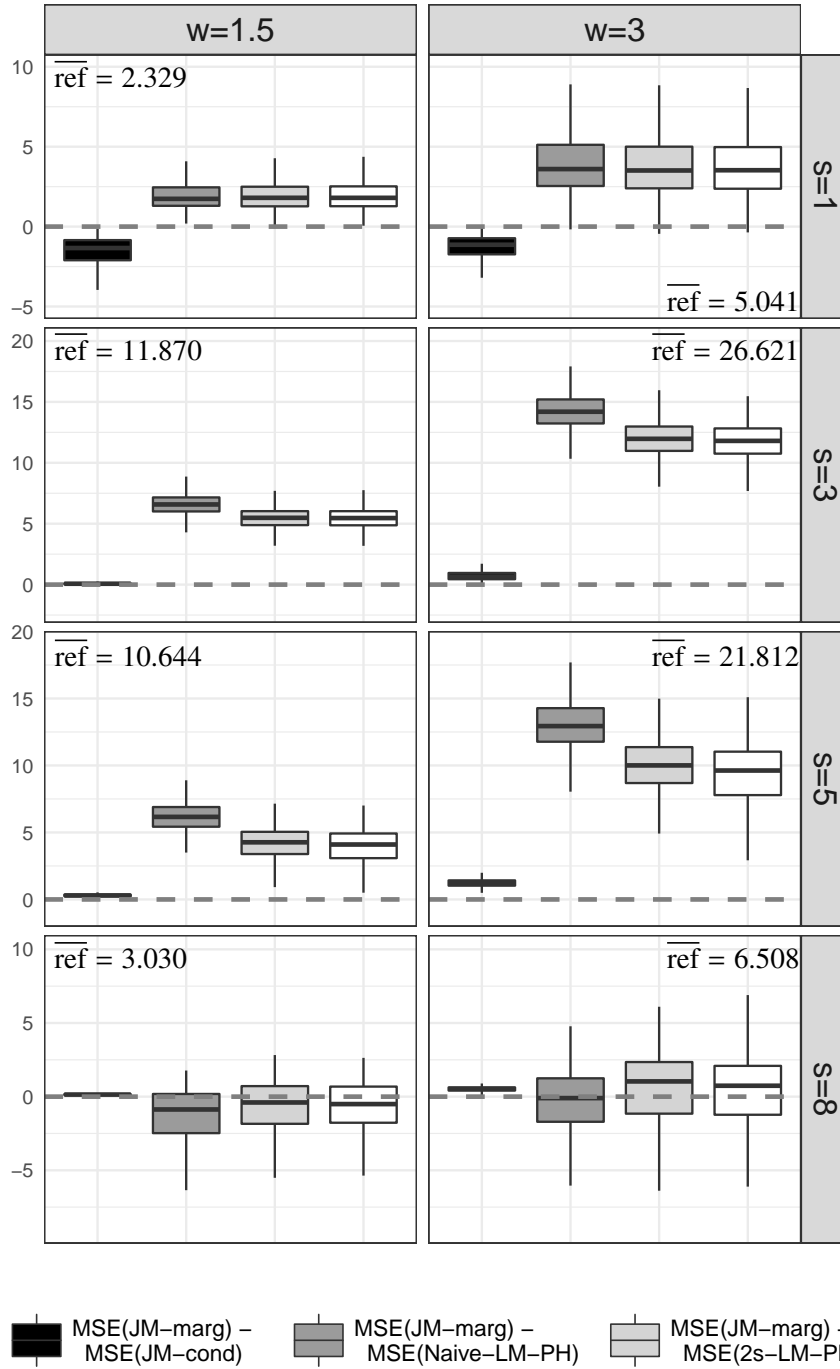 w=1.5
w=3
ref = 2.329
ref = 5.041
10
5
0
−5
s=1
ref = 11.870
ref = 26.621
20
15
10
5
0
s=3
ref = 10.644
ref = 21.812
20
15
10
5
0
s=5
ref = 3.030
ref = 6.508
10
5
0
−5
s=8
MSE(JM−marg) −
MSE(JM−cond)
MSE(JM−marg) −
MSE(Naive−LM−PH)
MSE(JM−marg) −
MSE(2s−LM−P